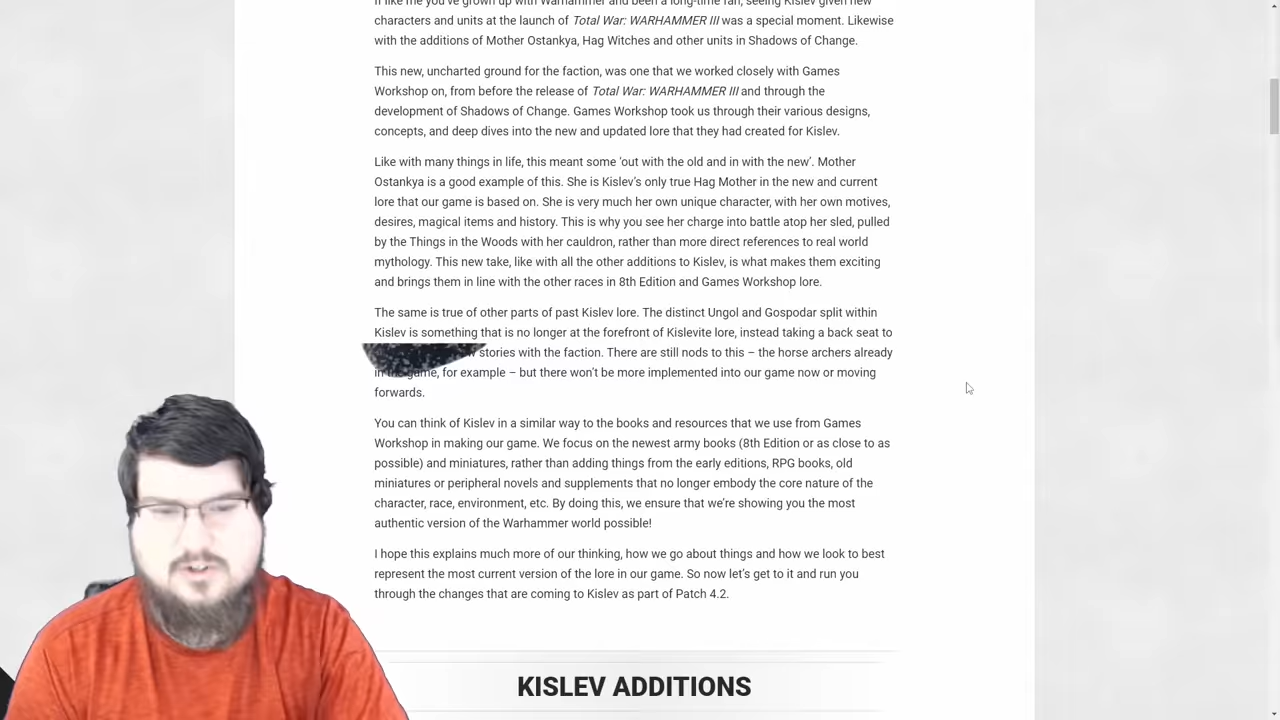 If like me you've grown up with Warhammer and been a long-time fan, seeing Kislev given new
characters and units at the launch of Total War: WARHAMMER III was a special moment. Likewise
with the additions of Mother Ostankya, Hag Witches and other units in Shadows of Change.
This new, uncharted ground for the faction, was one that we worked closely with Games
Workshop on, from before the release of Total War: WARHAMMER III and through the
development of Shadows of Change. Games Workshop took us through their various designs,
concepts, and deep dives into the new and updated lore that they had created for Kislev.
Like with many things in life, this meant some 'out with the old and in with the new'. Mother
Ostankya is a good example of this. She is Kislev's only true Hag Mother in the new and current
lore that our game is based on. She is very much her own unique character, with her own motives,
desires, magical items and history. This is why you see her charge into battle atop her sled, pulled
by the Things in the Woods with her cauldron, rather than more direct references to real world
mythology. This new take, like with all the other additions to Kislev, is what makes them exciting
and brings them in line with the other races in 8th Edition and Games Workshop lore.
The same is true of other parts of past Kislev lore. The distinct Ungol and Gospodar split within
Kislev is something that is no longer at the forefront of Kislevite lore, instead taking a back seat to
stories with the faction. There are still nods to this – the horse archers already
in the game, for example – but there won't be more implemented into our game now or moving
forwards.
You can think of Kislev in a similar way to the books and resources that we use from Games
Workshop in making our game. We focus on the newest army books (8th Edition or as close to as
possible) and miniatures, rather than adding things from the early editions, RPG books, old
miniatures or peripheral novels and supplements that no longer embody the core nature of the
character, race, environment, etc. By doing this, we ensure that we're showing you the most
authentic version of the Warhammer world possible!
I hope this explains much more of our thinking, how we go about things and how we look to best
represent the most current version of the lore in our game. So now let's get to it and run you
through the changes that are coming to Kislev as part of Patch 4.2.
KISLEV ADDITIONS